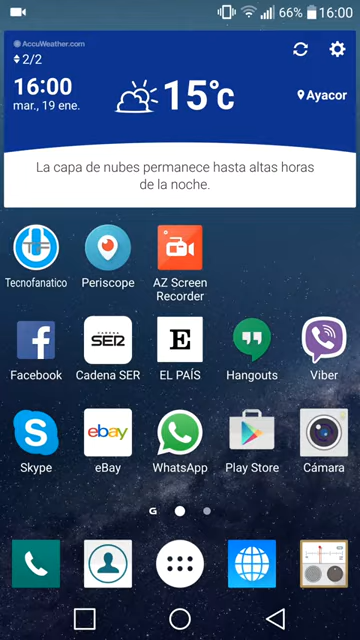 66% 16:00
AccuWeather.com
2/2
16:00
mar., 19 ene.
15°c
Ayacor
La capa de nubes permanece hasta altas horas
de la noche.
Tecnofanatico
Periscope
AZ Screen
Recorder
CADENA
SER
E
Facebook
Cadena SER
EL PAÍS
Hangouts
Viber
S
ebay
Skype
eBay
WhatsApp
Play Store
Cámara
G